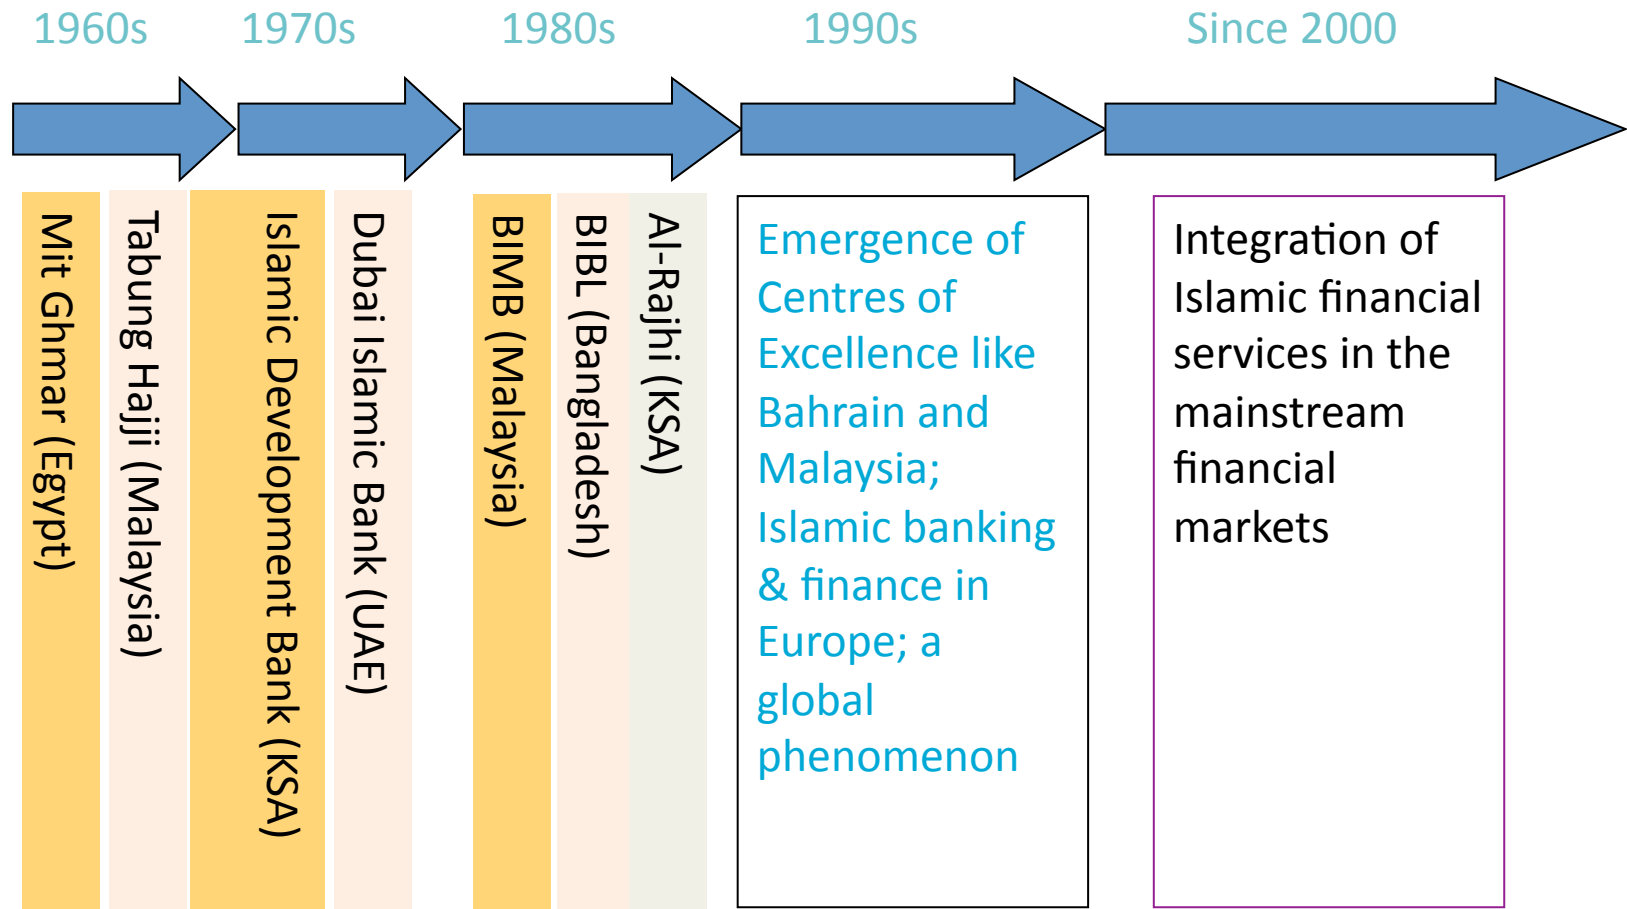 1960s
1970s
1980s
1990s
Since 2000
Mit Ghmar (Egypt)
Tabung Hajji (Malaysia)
Islamic Development Bank (KSA)
Dubai Islamic Bank (UAE)
BIMB (Malaysia)
BIBL (Bangladesh)
Al-Rajhi (KSA)
Emergence of
Centres of
Excellence like
Bahrain and
Malaysia;
Islamic banking
& finance in
Europe; a
global
phenomenon
Integration of
Islamic financial
services in the
mainstream
financial
markets